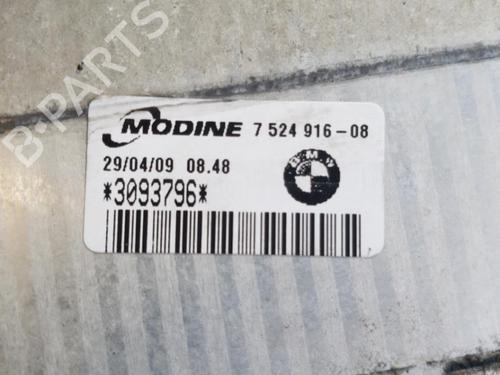 B-PARTS
MODINE 7 524 916-08
29/04/09 08.48
BMW
*3093796*